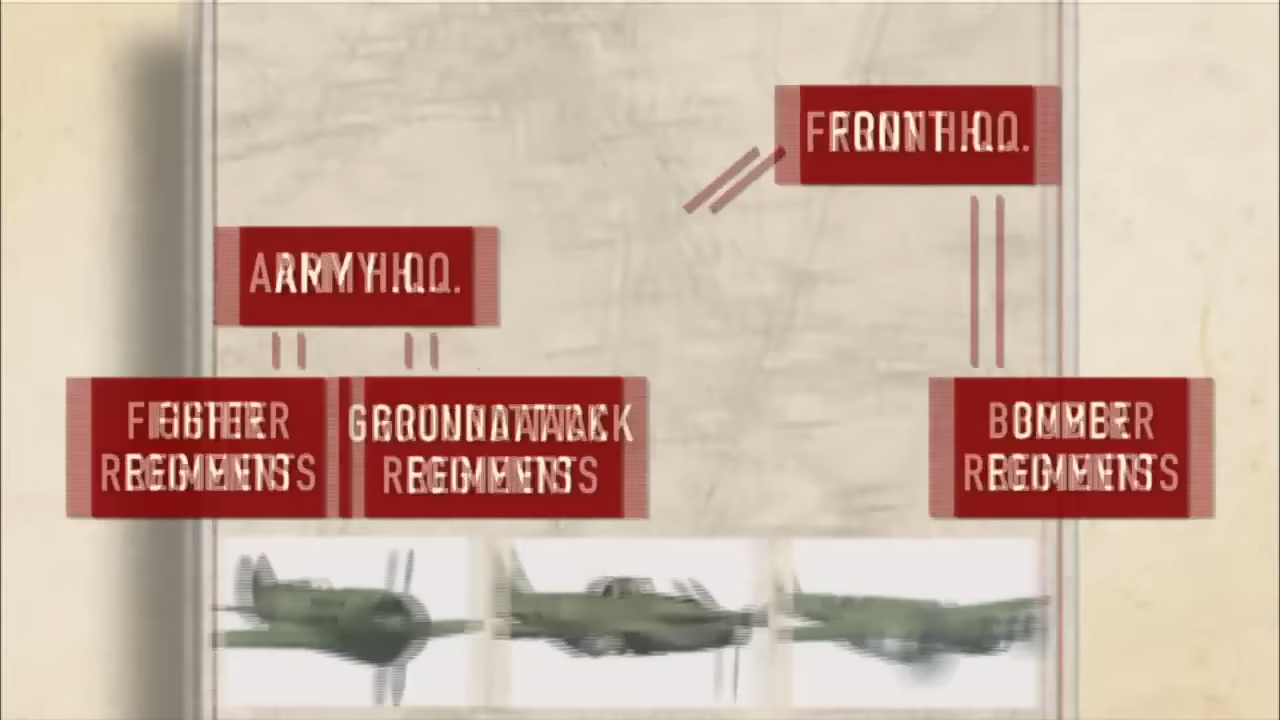 FRONT H.Q.
ARMY H.Q.
FIGHTER
REGIMENTS
GROUND ATTACK
REGIMENTS
BOMBER
REGIMENTS